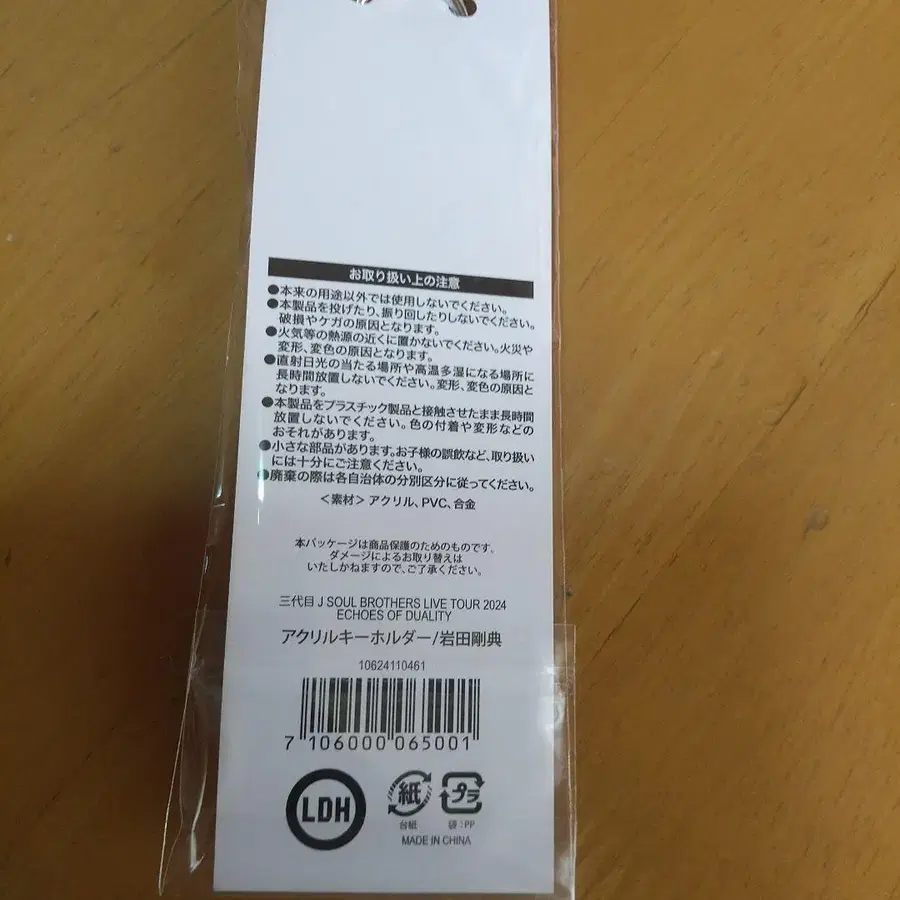 お取り扱い上の注意
●本来の用途以外では使用しないでください。
●本製品を投げたり、振り回したりしないでください。
破損やケガの原因となります。
●火気等の熱源の近くに置かないでください。火災や
変形、変色の原因となります。
●直射日光の当たる場所や高温多湿になる場所に
長時間放置しないでください。変形、変色の原因と
なります。
●本製品をプラスチック製品と接触させたまま長時間
放置しないでください。色の付着や変形などの
おそれがあります。
●小さな部品があります。お子様の誤飲など、取り扱い
には十分にご注意ください。
●廃棄の際は各自治体の分別区分に従ってください。
＜素材＞アクリル、PVC、合金
本パッケージは商品保護のためのものです。
ダメージによるお取り替えは
いたしかねますので、ご了承ください。
三代目 J SOUL BROTHERS LIVE TOUR 2024
ECHOES OF DUALITY
アクリルキーホルダー/岩田剛典
10624110461
7 106000 065001
LDH
紙
プラ
台紙
袋：PP
MADE IN CHINA